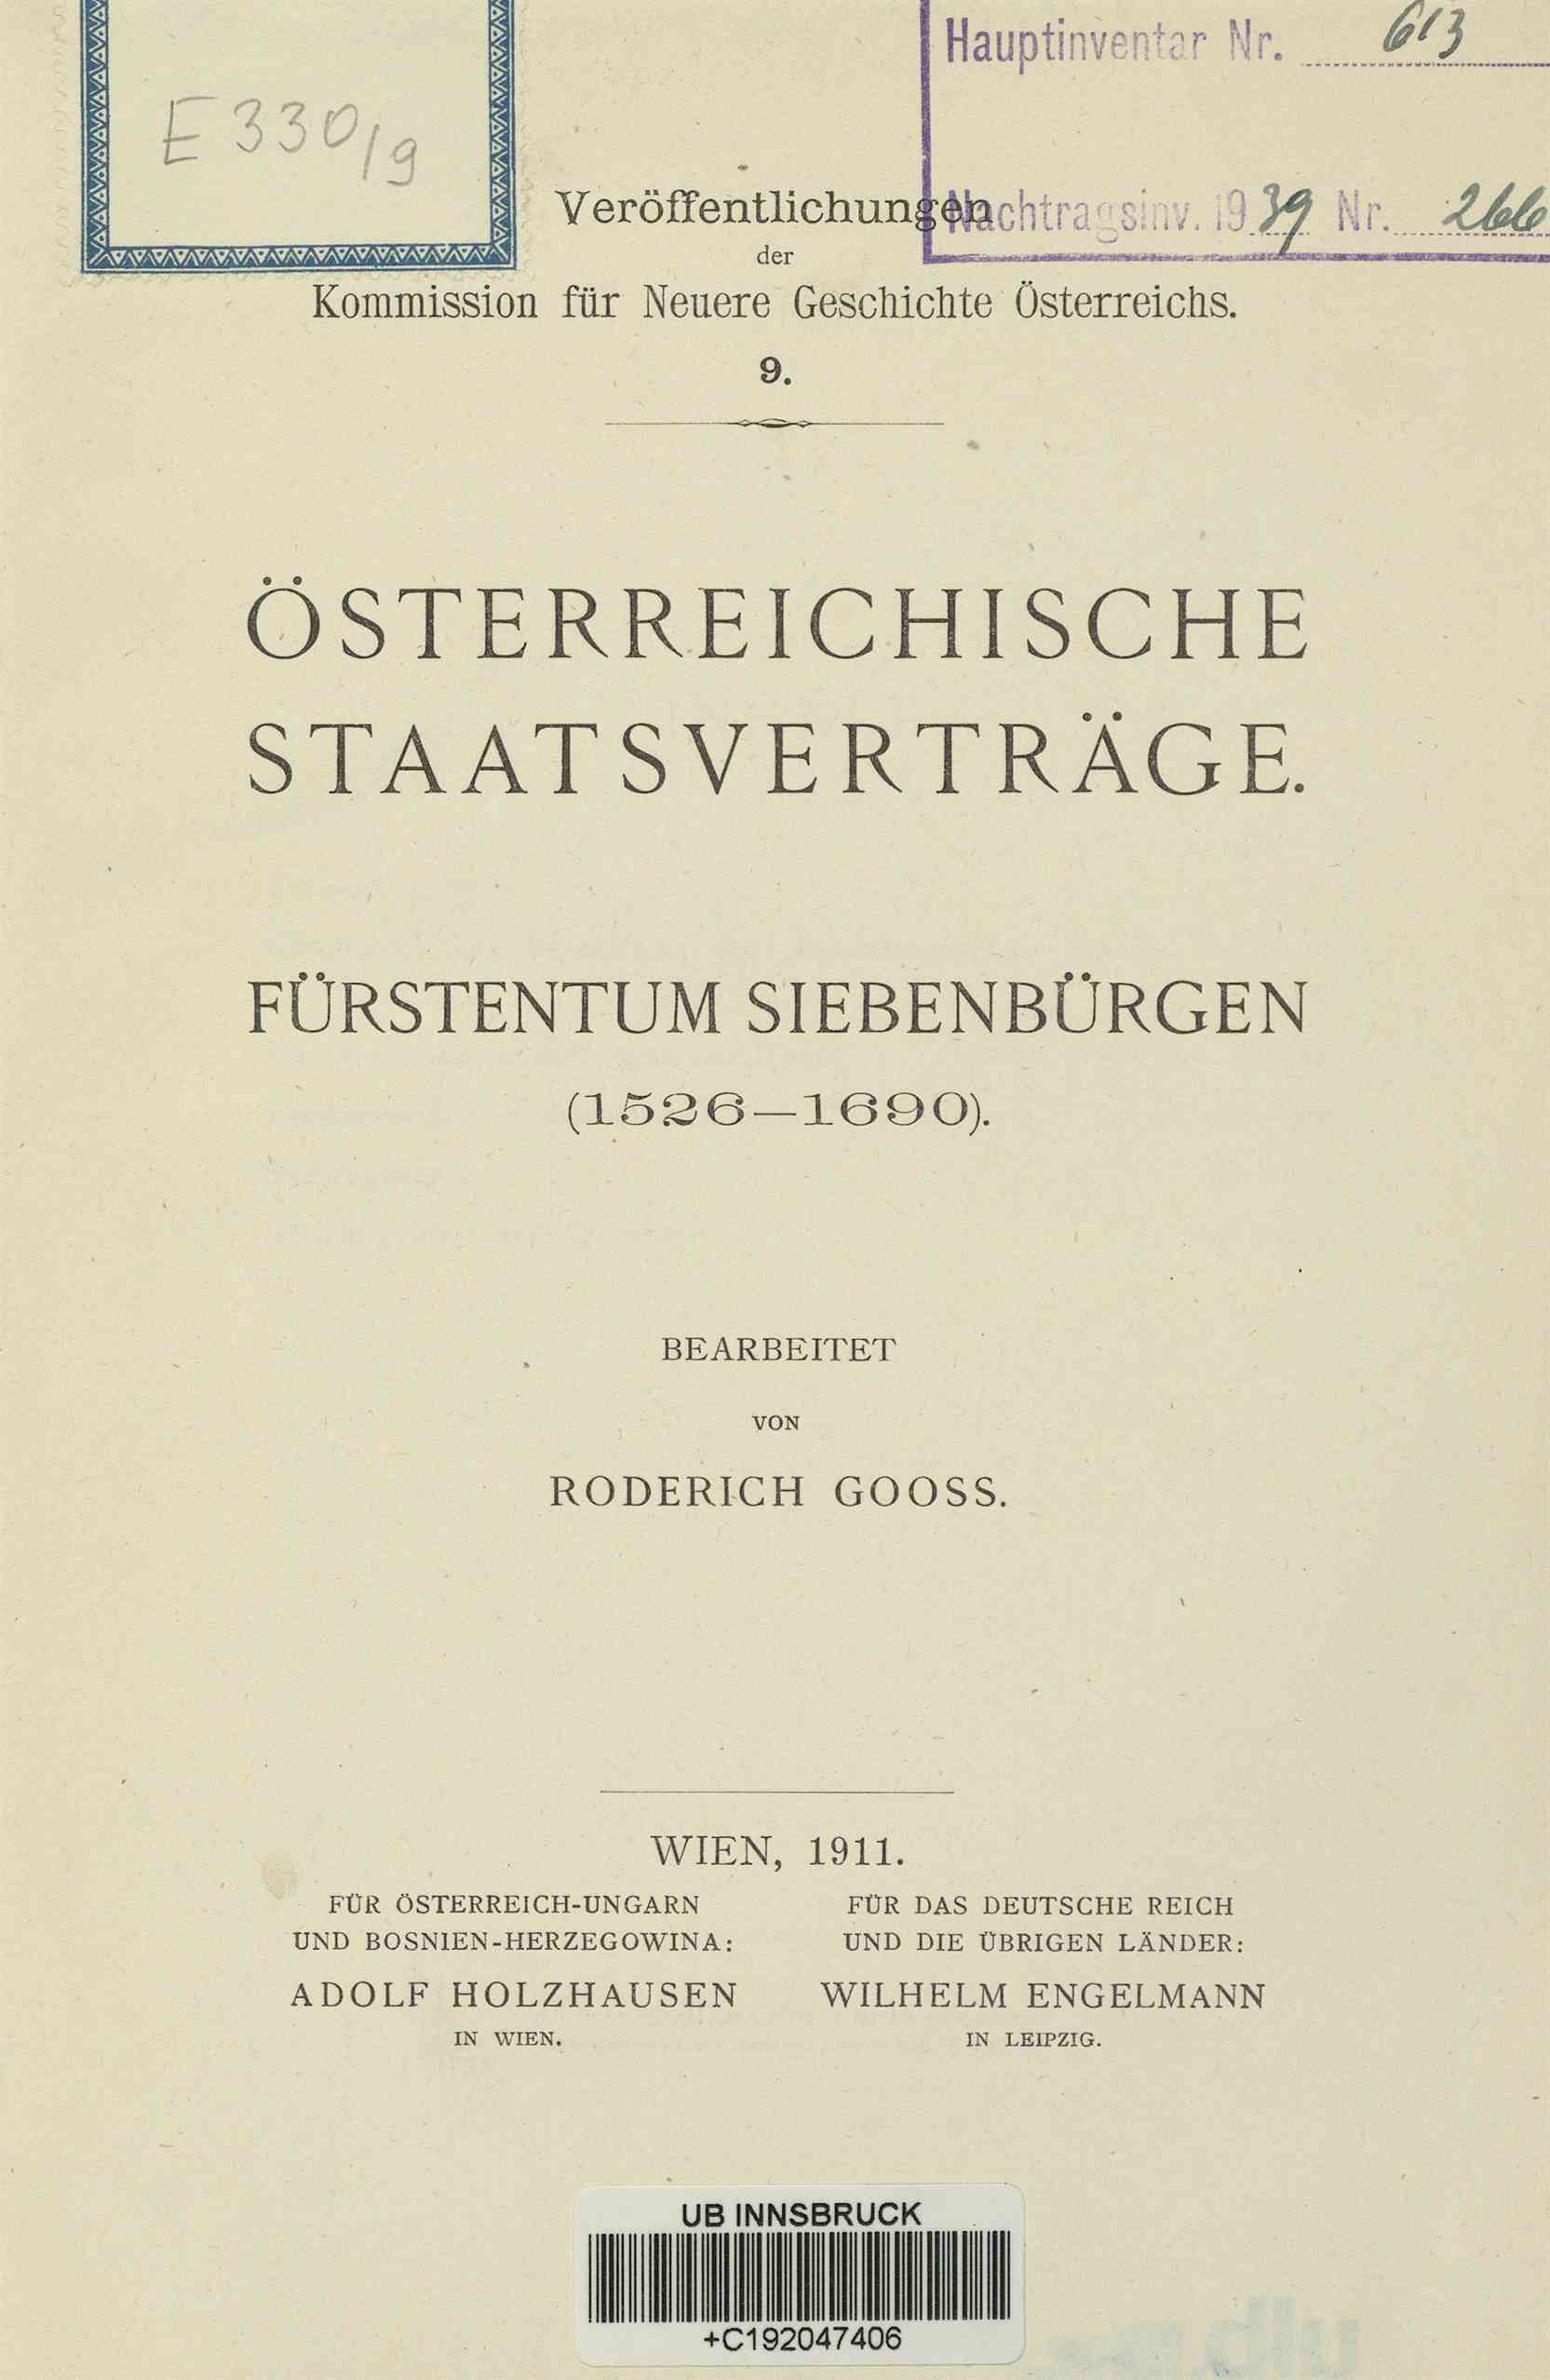 Hauptinventar Nr. 613
E 330/9
Nachtragsinv. 1939 Nr. 266
Veröffentlichungen
der
Kommission für Neuere Geschichte Österreichs.
9.
ÖSTERREICHISCHE
STAATSVERTRÄGE.
FÜRSTENTUM SIEBENBÜRGEN
(1526—1690).
BEARBEITET
VON
RODERICH GOOSS.
WIEN, 1911.
FÜR ÖSTERREICH-UNGARN
UND BOSNIEN-HERZEGOWINA:
ADOLF HOLZHAUSEN
IN WIEN.
FÜR DAS DEUTSCHE REICH
UND DIE ÜBRIGEN LÄNDER:
WILHELM ENGELMANN
IN LEIPZIG.
UB INNSBRUCK
+C192047406